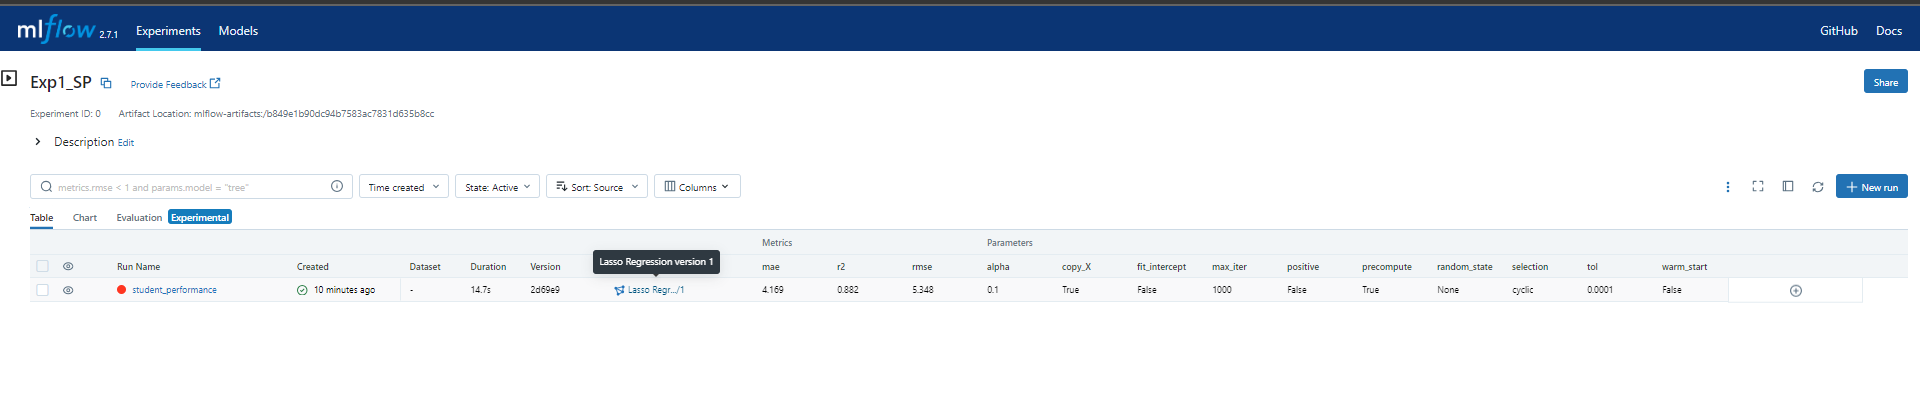 mlflow 2.7.1 Experiments Models GitHub Docs
Exp1_SP Provide Feedback Share
Experiment ID: 0 Artifact Location: mlflow-artifacts:/b849e1b90dc94b7583ac7831d635b8cc
Description Edit
metrics.rmse < 1 and params.model = "tree" Time created State: Active Sort: Source Columns New run
Table Chart Evaluation Experimental
Metrics Parameters
Lasso Regression version 1
Run Name Created Dataset Duration Version mae r2 rmse alpha copy_X fit_intercept max_iter positive precompute random_state selection tol warm_start
student_performance 10 minutes ago - 14.7s 2d69e9 Lasso Regr.../1 4.169 0.882 5.348 0.1 True False 1000 False True None cyclic 0.0001 False